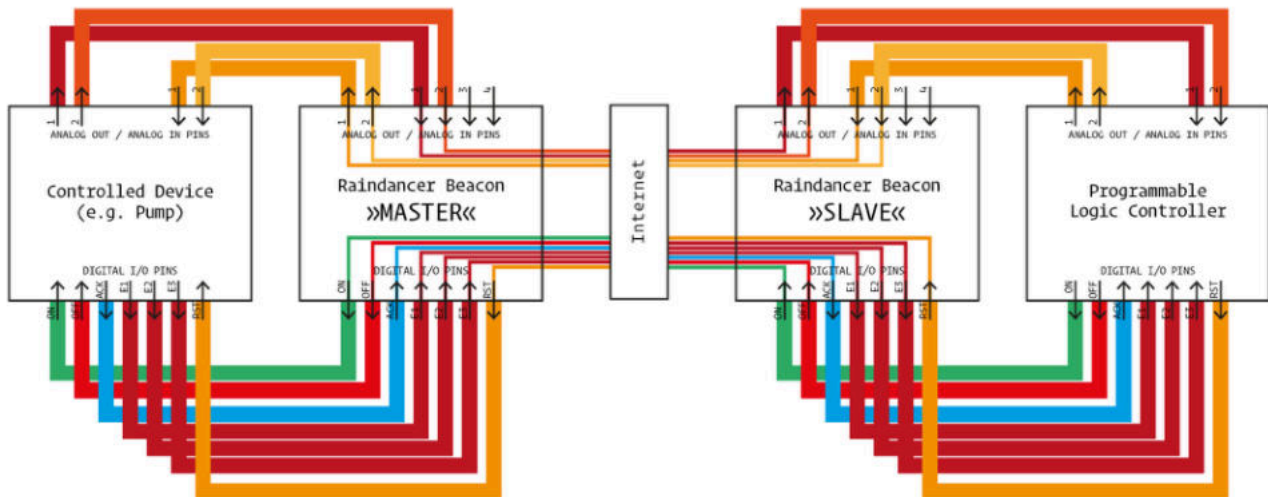 1 2 1 2
ANALOG OUT / ANALOG IN PINS
Controlled Device
(e.g. Pump)
DIGITAL I/O PINS
ON OFF ACK E1 E2 E3 RST
1 2 1 2 3 4
ANALOG OUT / ANALOG IN PINS
Raindancer Beacon
»MASTER«
DIGITAL I/O PINS
ON OFF ACK E1 E2 E3 RST
Internet
1 2 1 2 3 4
ANALOG OUT / ANALOG IN PINS
Raindancer Beacon
»SLAVE«
DIGITAL I/O PINS
ON OFF ACK E1 E2 E3 RST
1 2 1 2
ANALOG OUT / ANALOG IN PINS
Programmable
Logic Controller
DIGITAL I/O PINS
ON OFF ACK E1 E2 E3 RST